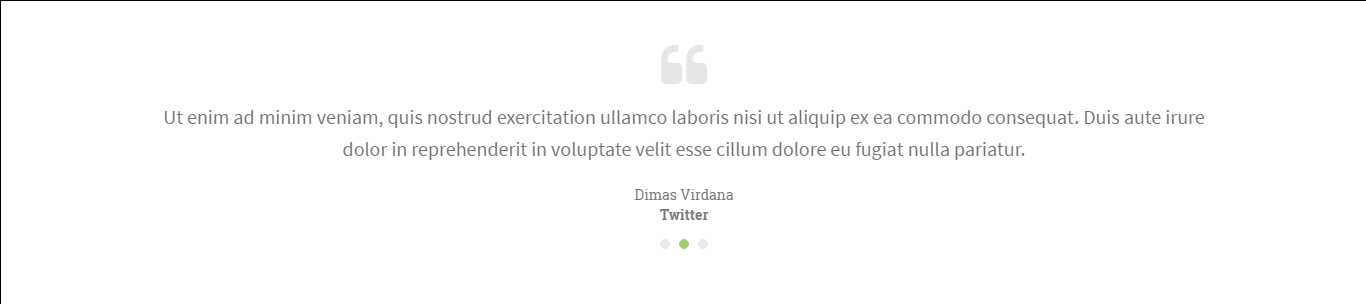 Ut enim ad minim veniam, quis nostrud exercitation ullamco laboris nisi ut aliquip ex ea commodo consequat. Duis aute irure
dolor in reprehenderit in voluptate velit esse cillum dolore eu fugiat nulla pariatur.
Dimas Virdana
Twitter